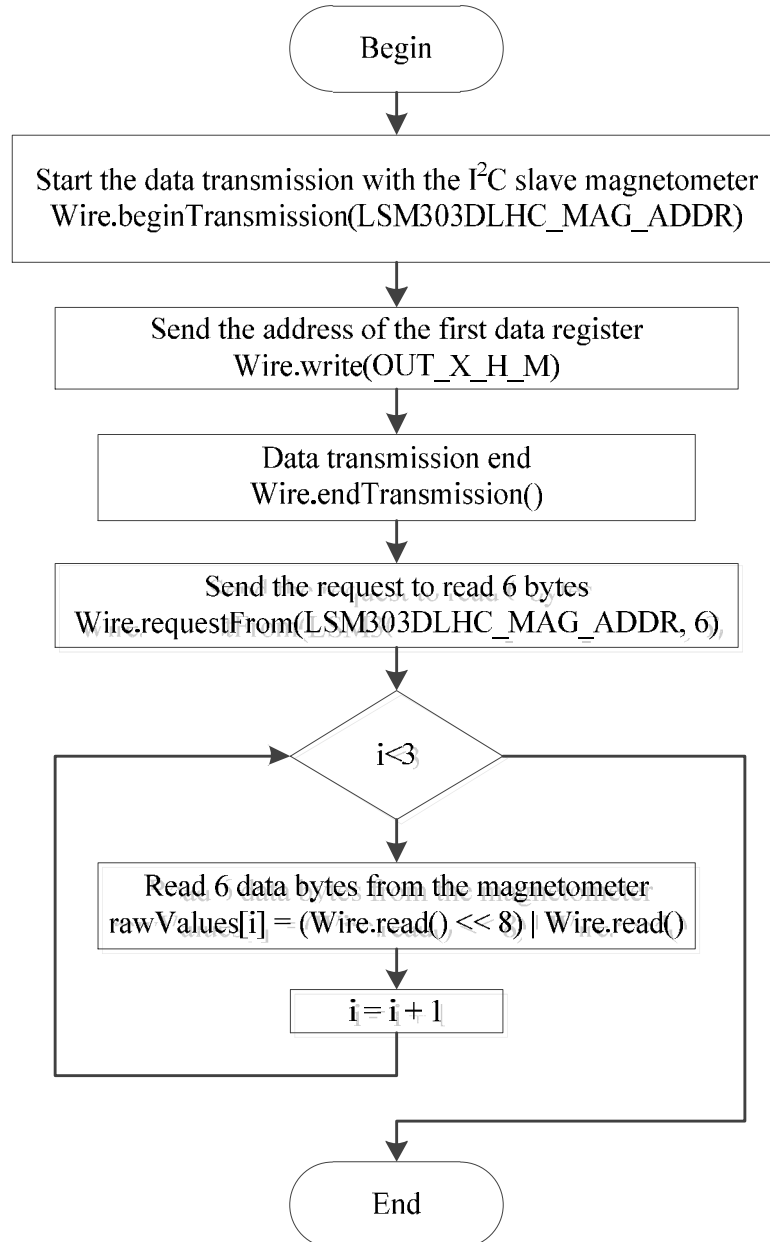 Begin
Start the data transmission with the I²C slave magnetometer
Wire.beginTransmission(LSM303DLHC_MAG_ADDR)
Send the address of the first data register
Wire.write(OUT_X_H_M)
Data transmission end
Wire.endTransmission()
Send the request to read 6 bytes
Wire.requestFrom(LSM303DLHC_MAG_ADDR, 6)
i<3
Read 6 data bytes from the magnetometer
rawValues[i] = (Wire.read() << 8) | Wire.read()
i = i + 1
End